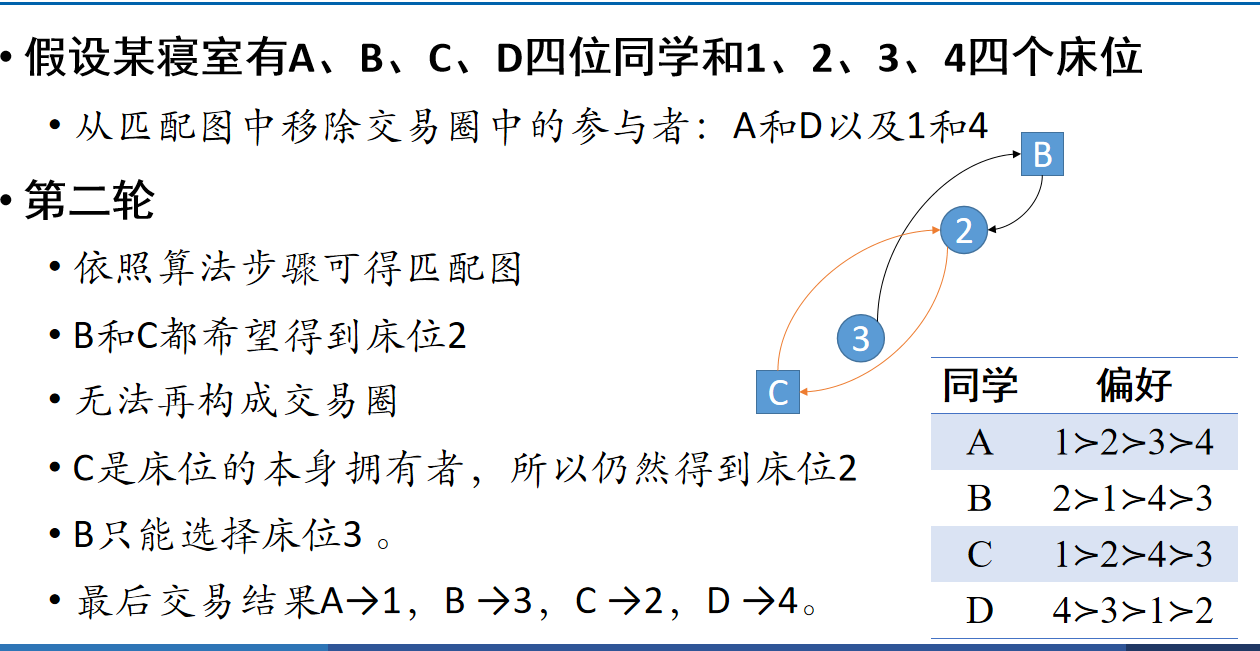 • 假设某寝室有A、B、C、D四位同学和1、2、3、4四个床位
• 从匹配图中移除交易圈中的参与者：A和D以及1和4
• 第二轮
• 依照算法步骤可得匹配图
• B和C都希望得到床位2
• 无法再构成交易圈
• C是床位的本身拥有者，所以仍然得到床位2
• B只能选择床位3 。
• 最后交易结果A→1，B →3，C →2，D →4。
B
2
3
C
同学 偏好
A 1≻2≻3≻4
B 2≻1≻4≻3
C 1≻2≻4≻3
D 4≻3≻1≻2